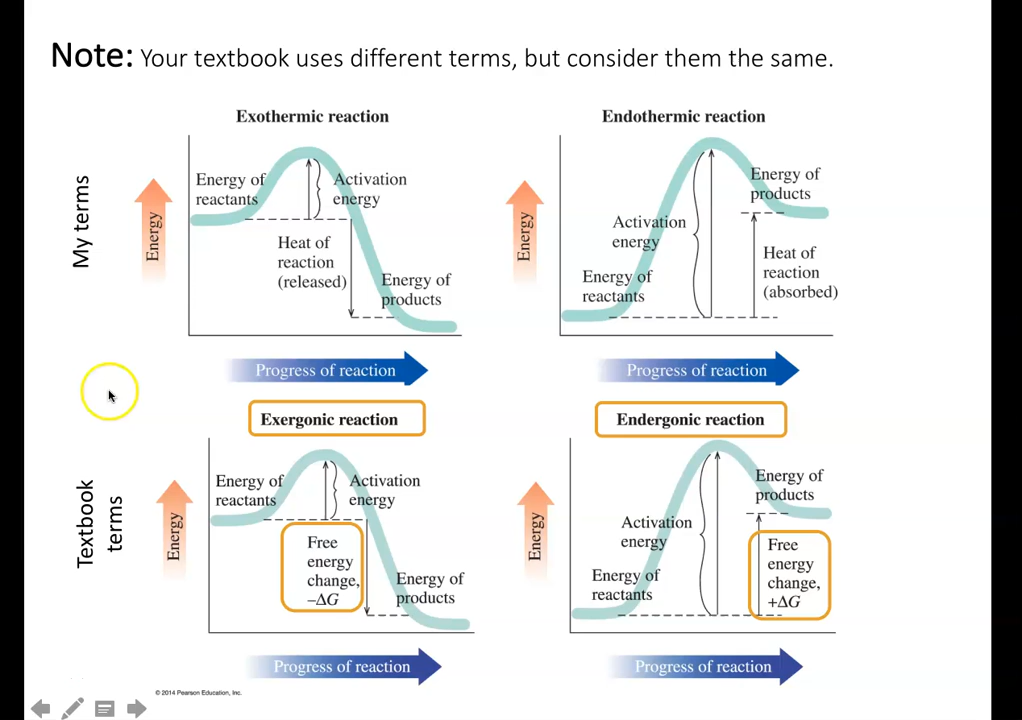 Note: Your textbook uses different terms, but consider them the same.
My terms
Exothermic reaction
Energy
Energy of
reactants
Activation
energy
Heat of
reaction
(released)
Energy of
products
Progress of reaction
Endothermic reaction
Energy
Activation
energy
Energy of
reactants
Energy of
products
Heat of
reaction
(absorbed)
Progress of reaction
Textbook
terms
Exergonic reaction
Energy
Energy of
reactants
Activation
energy
Free
energy
change,
−ΔG
Energy of
products
Progress of reaction
Endergonic reaction
Energy
Activation
energy
Energy of
reactants
Energy of
products
Free
energy
change,
+ΔG
Progress of reaction
© 2014 Pearson Education, Inc.